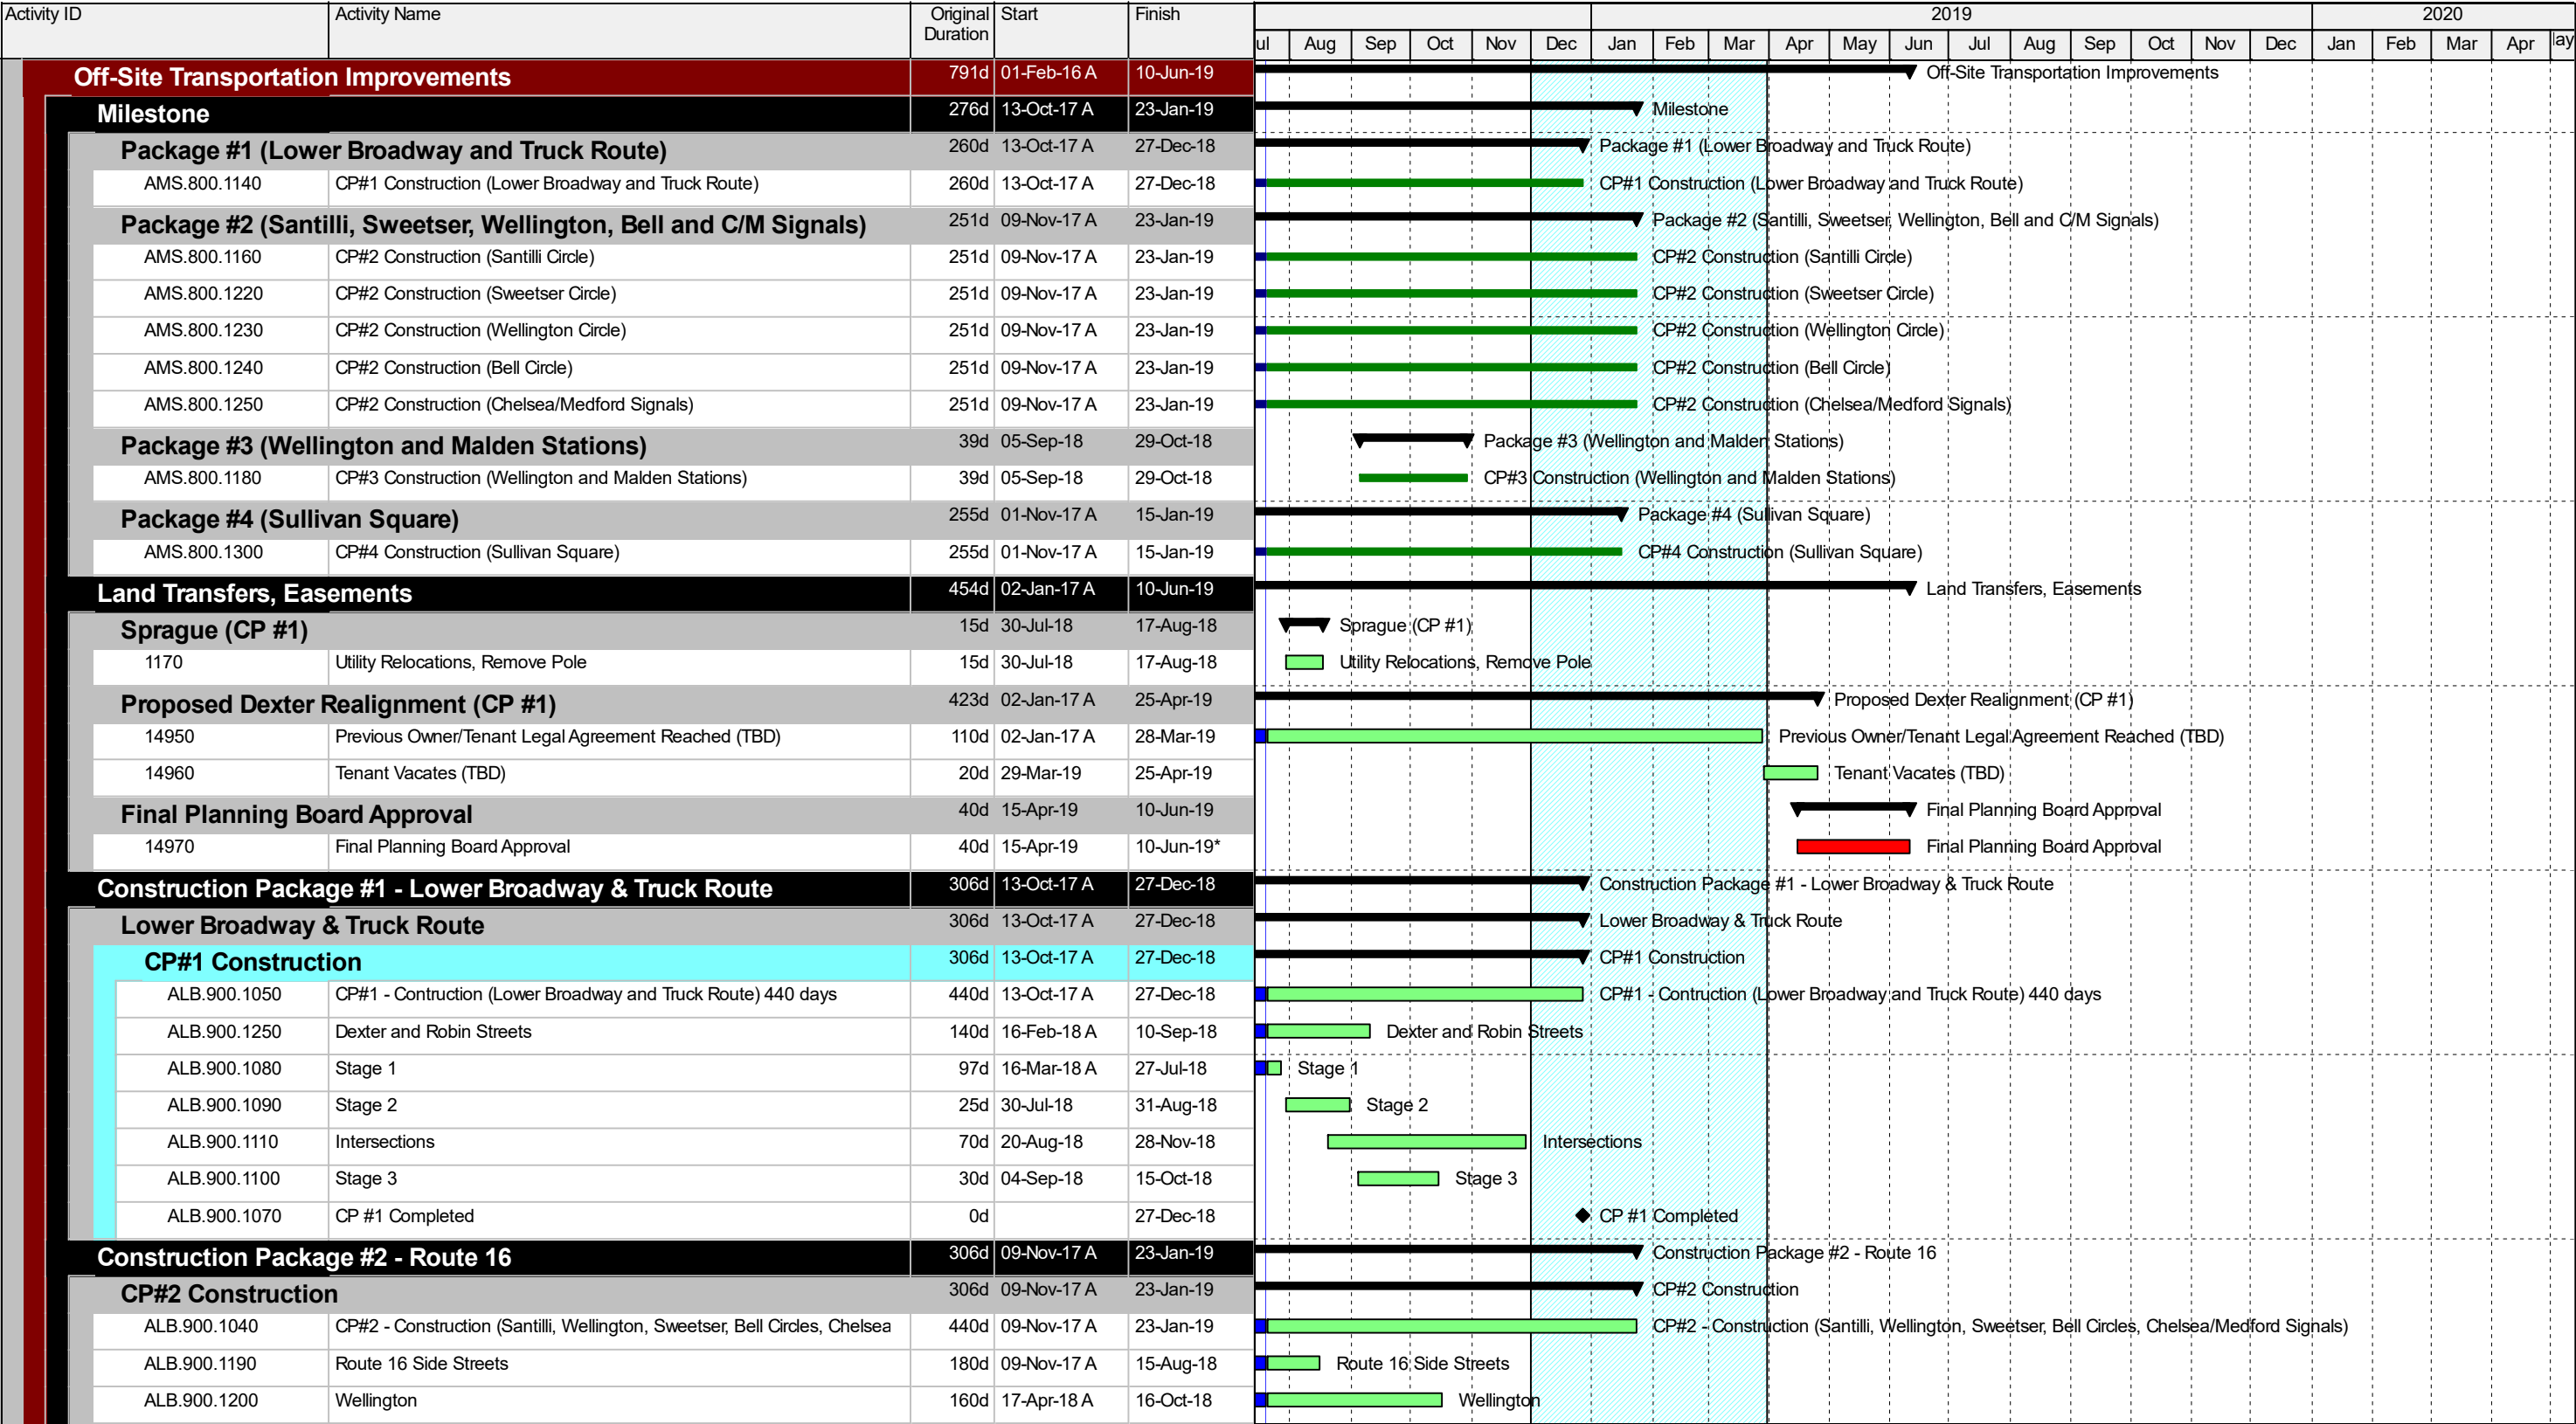 Activity ID Activity Name Original Duration Start Finish 2019 2020
ul Aug Sep Oct Nov Dec Jan Feb Mar Apr May Jun Jul Aug Sep Oct Nov Dec Jan Feb Mar Apr ay
Off-Site Transportation Improvements 791d 01-Feb-16 A 10-Jun-19 Off-Site Transportation Improvements
Milestone 276d 13-Oct-17 A 23-Jan-19 Milestone
Package #1 (Lower Broadway and Truck Route) 260d 13-Oct-17 A 27-Dec-18 Package #1 (Lower Broadway and Truck Route)
AMS.800.1140 CP#1 Construction (Lower Broadway and Truck Route) 260d 13-Oct-17 A 27-Dec-18 CP#1 Construction (Lower Broadway and Truck Route)
Package #2 (Santilli, Sweetser, Wellington, Bell and C/M Signals) 251d 09-Nov-17 A 23-Jan-19 Package #2 (Santilli, Sweetser, Wellington, Bell and C/M Signals)
AMS.800.1160 CP#2 Construction (Santilli Circle) 251d 09-Nov-17 A 23-Jan-19 CP#2 Construction (Santilli Circle)
AMS.800.1220 CP#2 Construction (Sweetser Circle) 251d 09-Nov-17 A 23-Jan-19 CP#2 Construction (Sweetser Circle)
AMS.800.1230 CP#2 Construction (Wellington Circle) 251d 09-Nov-17 A 23-Jan-19 CP#2 Construction (Wellington Circle)
AMS.800.1240 CP#2 Construction (Bell Circle) 251d 09-Nov-17 A 23-Jan-19 CP#2 Construction (Bell Circle)
AMS.800.1250 CP#2 Construction (Chelsea/Medford Signals) 251d 09-Nov-17 A 23-Jan-19 CP#2 Construction (Chelsea/Medford Signals)
Package #3 (Wellington and Malden Stations) 39d 05-Sep-18 29-Oct-18 Package #3 (Wellington and Malden Stations)
AMS.800.1180 CP#3 Construction (Wellington and Malden Stations) 39d 05-Sep-18 29-Oct-18 CP#3 Construction (Wellington and Malden Stations)
Package #4 (Sullivan Square) 255d 01-Nov-17 A 15-Jan-19 Package #4 (Sullivan Square)
AMS.800.1300 CP#4 Construction (Sullivan Square) 255d 01-Nov-17 A 15-Jan-19 CP#4 Construction (Sullivan Square)
Land Transfers, Easements 454d 02-Jan-17 A 10-Jun-19 Land Transfers, Easements
Sprague (CP #1) 15d 30-Jul-18 17-Aug-18 Sprague (CP #1)
1170 Utility Relocations, Remove Pole 15d 30-Jul-18 17-Aug-18 Utility Relocations, Remove Pole
Proposed Dexter Realignment (CP #1) 423d 02-Jan-17 A 25-Apr-19 Proposed Dexter Realignment (CP #1)
14950 Previous Owner/Tenant Legal Agreement Reached (TBD) 110d 02-Jan-17 A 28-Mar-19 Previous Owner/Tenant Legal Agreement Reached (TBD)
14960 Tenant Vacates (TBD) 20d 29-Mar-19 25-Apr-19 Tenant Vacates (TBD)
Final Planning Board Approval 40d 15-Apr-19 10-Jun-19 Final Planning Board Approval
14970 Final Planning Board Approval 40d 15-Apr-19 10-Jun-19* Final Planning Board Approval
Construction Package #1 - Lower Broadway & Truck Route 306d 13-Oct-17 A 27-Dec-18 Construction Package #1 - Lower Broadway & Truck Route
Lower Broadway & Truck Route 306d 13-Oct-17 A 27-Dec-18 Lower Broadway & Truck Route
CP#1 Construction 306d 13-Oct-17 A 27-Dec-18 CP#1 Construction
ALB.900.1050 CP#1 - Contruction (Lower Broadway and Truck Route) 440 days 440d 13-Oct-17 A 27-Dec-18 CP#1 - Contruction (Lower Broadway and Truck Route) 440 days
ALB.900.1250 Dexter and Robin Streets 140d 16-Feb-18 A 10-Sep-18 Dexter and Robin Streets
ALB.900.1080 Stage 1 97d 16-Mar-18 A 27-Jul-18 Stage 1
ALB.900.1090 Stage 2 25d 30-Jul-18 31-Aug-18 Stage 2
ALB.900.1110 Intersections 70d 20-Aug-18 28-Nov-18 Intersections
ALB.900.1100 Stage 3 30d 04-Sep-18 15-Oct-18 Stage 3
ALB.900.1070 CP #1 Completed 0d 27-Dec-18 CP #1 Completed
Construction Package #2 - Route 16 306d 09-Nov-17 A 23-Jan-19 Construction Package #2 - Route 16
CP#2 Construction 306d 09-Nov-17 A 23-Jan-19 CP#2 Construction
ALB.900.1040 CP#2 - Construction (Santilli, Wellington, Sweetser, Bell Circles, Chelsea 440d 09-Nov-17 A 23-Jan-19 CP#2 - Construction (Santilli, Wellington, Sweetser, Bell Circles, Chelsea/Medford Signals)
ALB.900.1190 Route 16 Side Streets 180d 09-Nov-17 A 15-Aug-18 Route 16 Side Streets
ALB.900.1200 Wellington 160d 17-Apr-18 A 16-Oct-18 Wellington